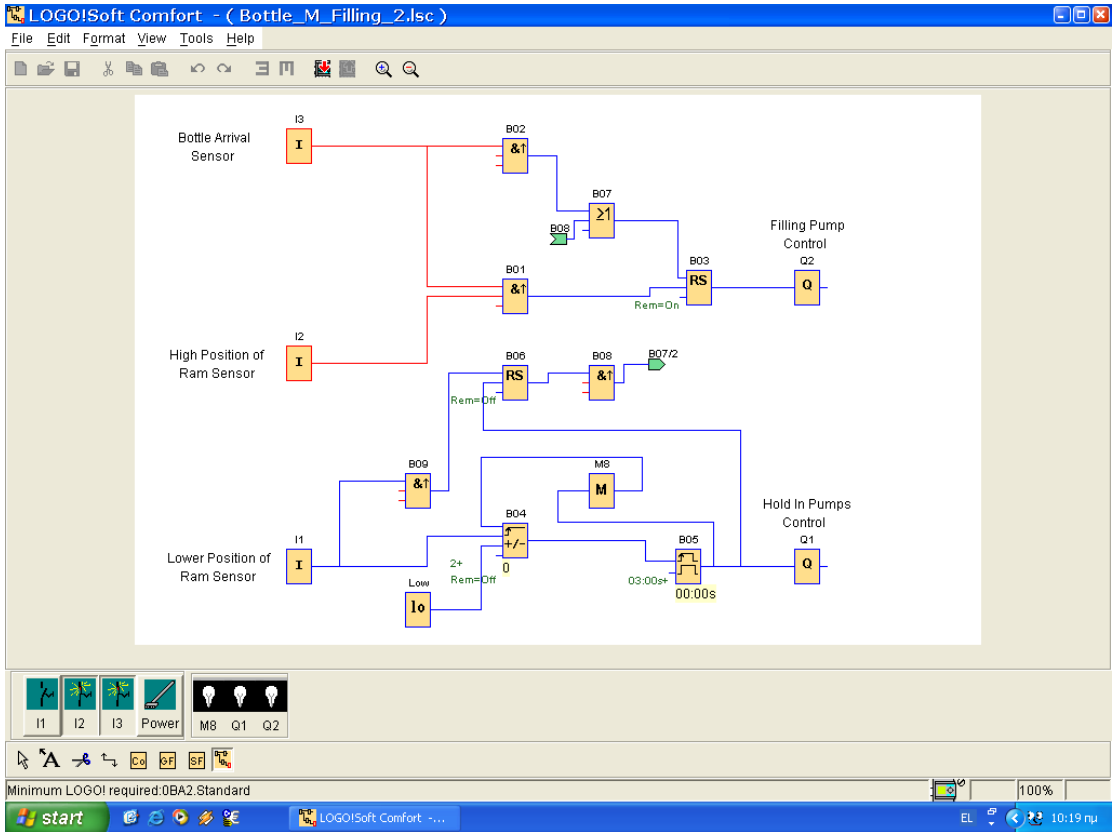 LOGO!Soft Comfort - ( Bottle_M_Filling_2.lsc )
File Edit Format View Tools Help
I3
Bottle Arrival
Sensor
I
B02
&↑
B07
≥1
B08
Filling Pump
Control
B01
&↑
B03
RS
Q2
Q
Rem=On
I2
High Position of
Ram Sensor
I
B06
RS
B08
&↑
B07/2
Rem=Off
B09
&↑
M8
M
B04
+/-
Hold In Pumps
Control
I1
Lower Position of
Ram Sensor
I
2+
Rem=Off
0
B05
03:00s+
00:00s
Q1
Q
Low
lo
I1 I2 I3 Power M8 Q1 Q2
A Co GF SF
Minimum LOGO! required:0BA2.Standard
100%
start
LOGO!Soft Comfort -...
EL
10:19 πμ